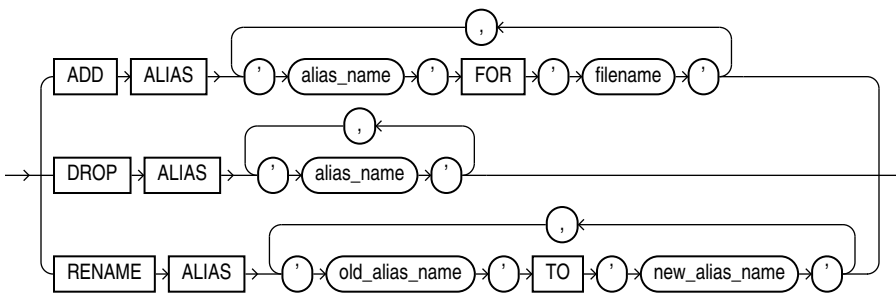 ,
ADD ALIAS ' alias_name ' FOR ' filename '
,
DROP ALIAS ' alias_name '
,
RENAME ALIAS ' old_alias_name ' TO ' new_alias_name '